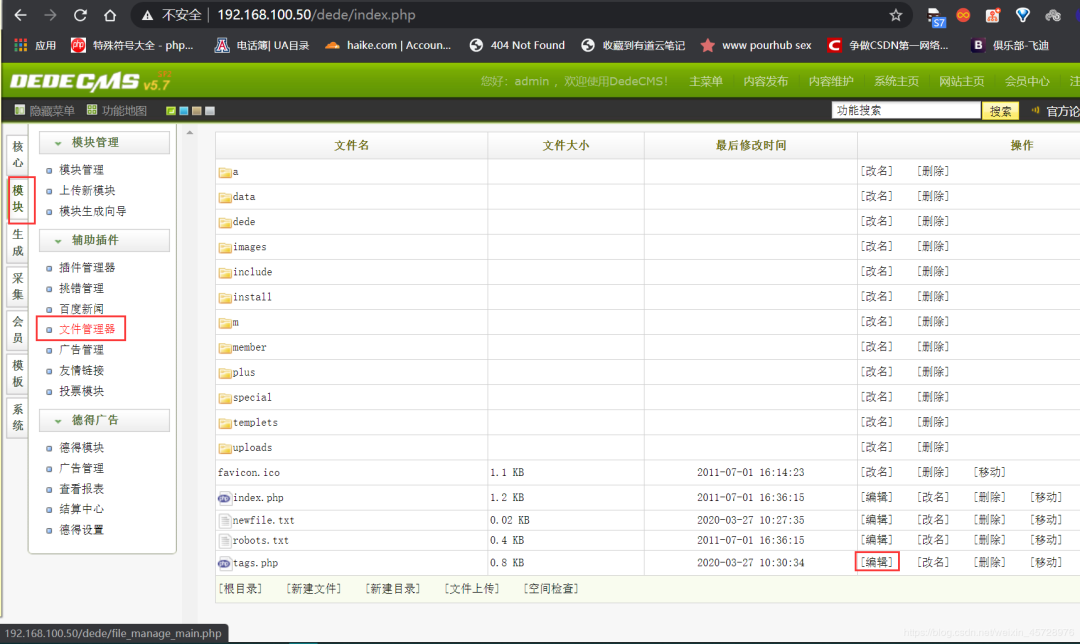 不安全 192.168.100.50/dede/index.php
应用 特殊符号大全 - php... 电话薄| UA目录 haike.com | Accoun... 404 Not Found 收藏到有道云笔记 www pourhub sex 争做CSDN第一网络... 俱乐部-飞迪
DEDECMS v5.7 您好: admin , 欢迎使用DedeCMS! 主菜单 内容发布 内容维护 系统主页 网站主页 会员中心 注
隐藏菜单 功能地图 功能搜索 搜索 官方论
核心
模块
生成
采集
会员
模板
系统
模块管理
模块管理
上传新模块
模块生成向导
辅助插件
插件管理器
挑错管理
百度新闻
文件管理器
广告管理
友情链接
投票模块
德得广告
德得模块
广告管理
查看报表
结算中心
德得设置
文件名 文件大小 最后修改时间 操作
a [改名] [删除]
data [改名] [删除]
dede [改名] [删除]
images [改名] [删除]
include [改名] [删除]
install [改名] [删除]
m [改名] [删除]
member [改名] [删除]
plus [改名] [删除]
special [改名] [删除]
templets [改名] [删除]
uploads [改名] [删除]
favicon.ico 1.1 KB 2011-07-01 16:14:23 [改名] [删除] [移动]
index.php 1.2 KB 2011-07-01 16:36:15 [编辑] [改名] [删除] [移动]
newfile.txt 0.02 KB 2020-03-27 10:27:35 [编辑] [改名] [删除] [移动]
robots.txt 0.4 KB 2011-07-01 16:36:15 [编辑] [改名] [删除] [移动]
tags.php 0.8 KB 2020-03-27 10:30:34 [编辑] [改名] [删除] [移动]
[根目录] [新建文件] [新建目录] [文件上传] [空间检查]
192.168.100.50/dede/file_manage_main.php